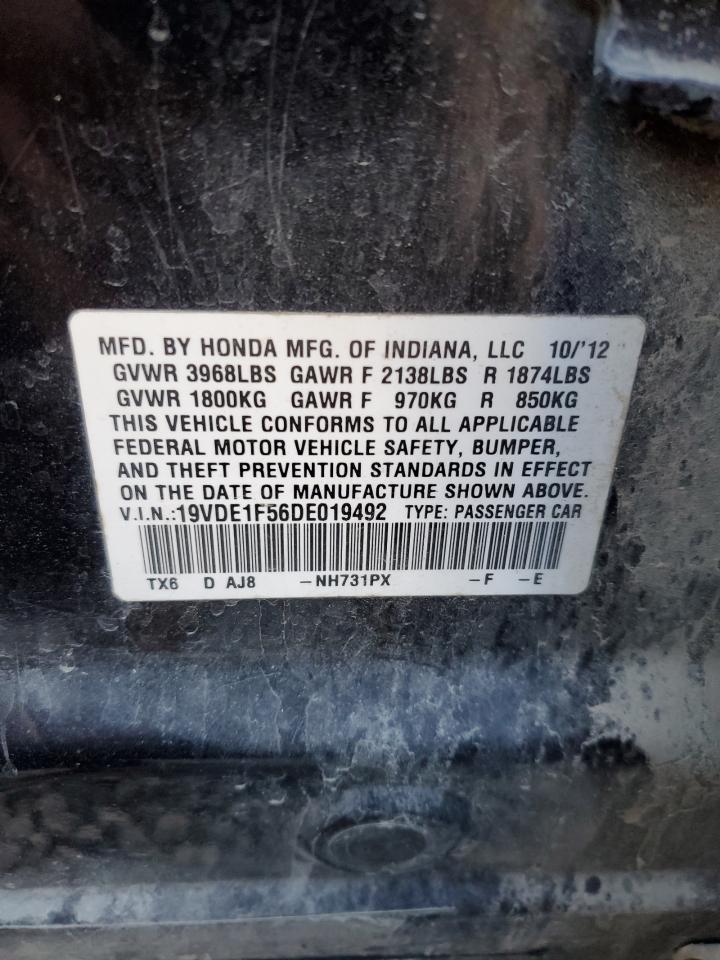 MFD. BY HONDA MFG. OF INDIANA, LLC 10/'12
GVWR 3968LBS GAWR F 2138LBS R 1874LBS
GVWR 1800KG GAWR F 970KG R 850KG
THIS VEHICLE CONFORMS TO ALL APPLICABLE
FEDERAL MOTOR VEHICLE SAFETY, BUMPER,
AND THEFT PREVENTION STANDARDS IN EFFECT
ON THE DATE OF MANUFACTURE SHOWN ABOVE.
V.I.N.:19VDE1F56DE019492 TYPE: PASSENGER CAR
TX6 D AJ8 -NH731PX -F -E